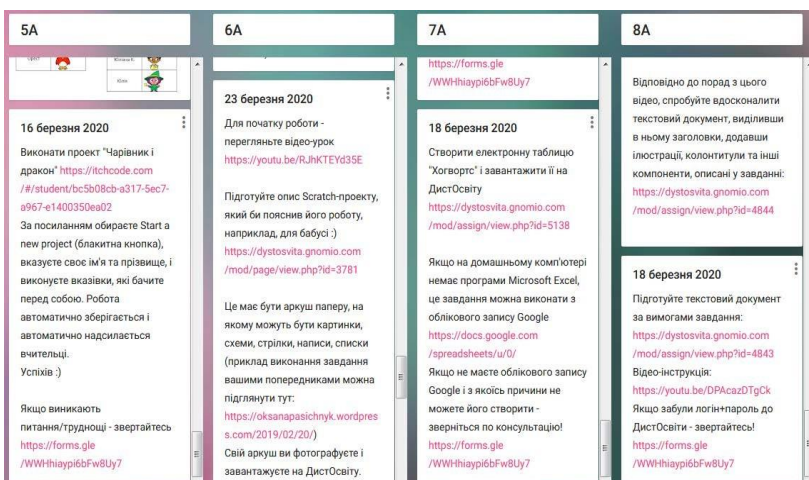 5А
16 березня 2020
Виконати проект "Чарівник і
дракон" https://itchcode.com
/#/student/bc5b08cb-a317-5ec7-
a967-e1400350ea02
За посиланням обираєте Start a
new project (блакитна кнопка),
вказуєте своє ім'я та прізвище, і
виконуєте вказівки, які бачите
перед собою. Робота
автоматично зберігається і
автоматично надсилається
вчительці.
Успіхів :)
Якщо виникають
питання/труднощі - звертайтесь
https://forms.gle
/WWHhiaypi6bFw8Uy7
6А
23 березня 2020
Для початку роботи -
перегляньте відео-урок
https://youtu.be/RJhKTEYd35E
Підготуйте опис Scratch-проекту,
який би пояснив його роботу,
наприклад, для бабусі :)
https://dystosvita.gnomio.com
/mod/page/view.php?id=3781
Це має бути аркуш паперу, на
якому можуть бути картинки,
схеми, стрілки, написи, списки
(приклад виконання завдання
вашими попередниками можна
підглянути тут:
https://oksanapasichnyk.wordpres
s.com/2019/02/20/)
Свій аркуш ви фотографуєте і
завантажуєте на ДистОсвіту.
7А
https://forms.gle
/WWHhiaypi6bFw8Uy7
18 березня 2020
Створити електронну таблицю
"Хогвортс" і завантажити її на
ДистОсвіту
https://dystosvita.gnomio.com
/mod/assign/view.php?id=5138
Якщо на домашньому комп'ютері
немає програми Microsoft Excel,
це завдання можна виконати з
облікового запису Google
https://docs.google.com
/spreadsheets/u/0/
Якщо не маєте облікового запису
Google і з якоїсь причини не
можете його створити -
зверніться по консультацію!
https://forms.gle
/WWHhiaypi6bFw8Uy7
8А
Відповідно до порад з цього
відео, спробуйте вдосконалити
текстовий документ, виділивши
в ньому заголовки, додавши
ілюстрації, колонтитули та інші
компоненти, описані у завданні:
https://dystosvita.gnomio.com
/mod/assign/view.php?id=4844
18 березня 2020
Підготуйте текстовий документ
за вимогами завдання:
https://dystosvita.gnomio.com
/mod/assign/view.php?id=4843
Відео-інструкція:
https://youtu.be/DPAcazDTgCk
Якщо забули логін+пароль до
ДистОсвіти - звертайтесь!
https://forms.gle
/WWHhiaypi6bFw8Uy7